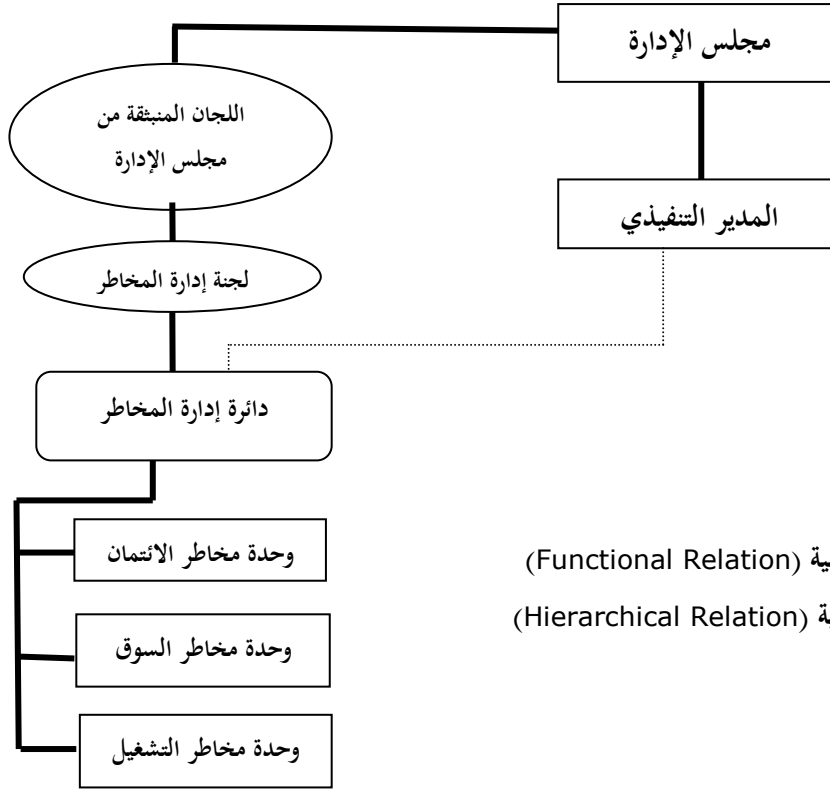 مجلس الإدارة
اللجان المنبثقة من
مجلس الإدارة
المدير التنفيذي
لجنة إدارة المخاطر
دائرة إدارة المخاطر
وحدة مخاطر الائتمان
(Functional Relation)
(Hierarchical Relation)
وحدة مخاطر السوق
وحدة مخاطر التشغيل